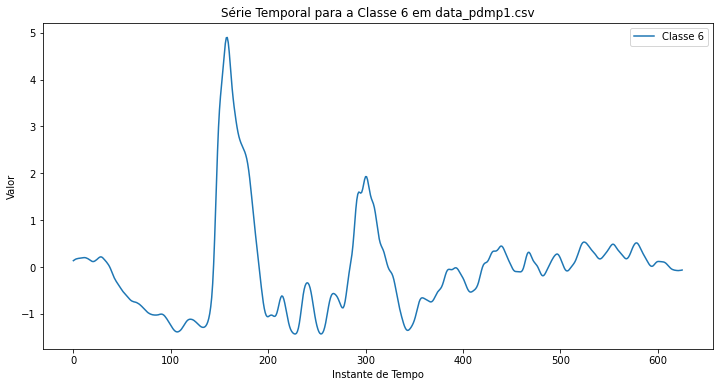 Série Temporal para a Classe 6 em data_pdmp1.csv
Classe 6
Valor
5
4
3
2
1
0
−1
0 100 200 300 400 500 600
Instante de Tempo